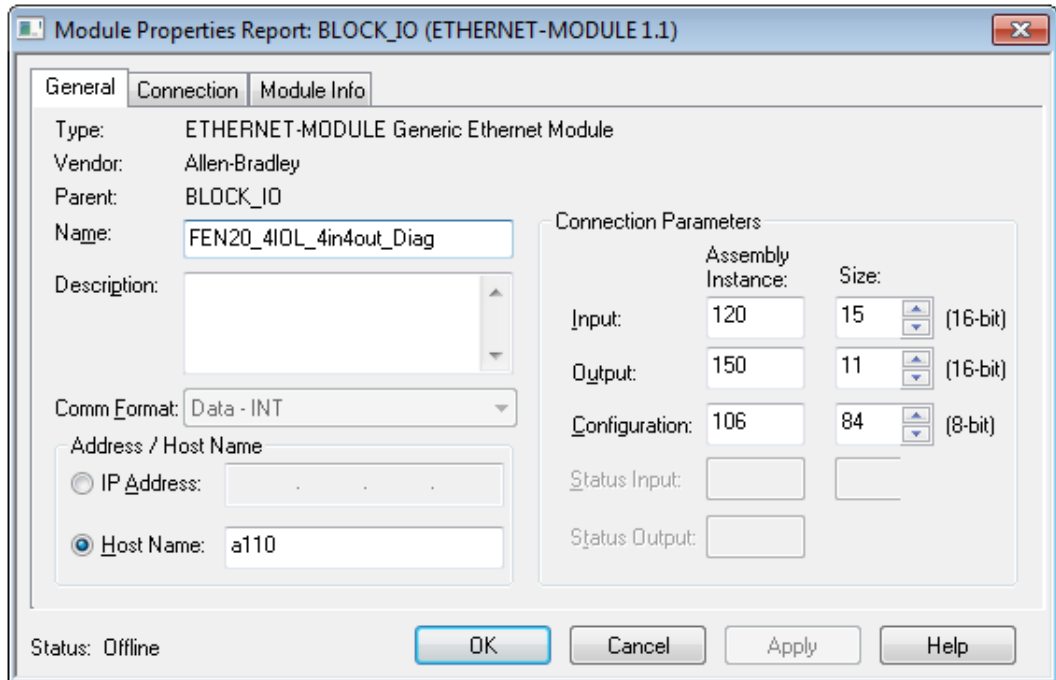 Module Properties Report: BLOCK_IO (ETHERNET-MODULE 1.1)
General Connection Module Info
Type: ETHERNET-MODULE Generic Ethernet Module
Vendor: Allen-Bradley
Parent: BLOCK_IO
Name: FEN20_4IOL_4in4out_Diag
Description:
Comm Format: Data - INT
Address / Host Name
IP Address: . . .
Host Name: a110
Connection Parameters
Assembly
Instance: Size:
Input: 120 15 (16-bit)
Output: 150 11 (16-bit)
Configuration: 106 84 (8-bit)
Status Input:
Status Output:
Status: Offline OK Cancel Apply Help